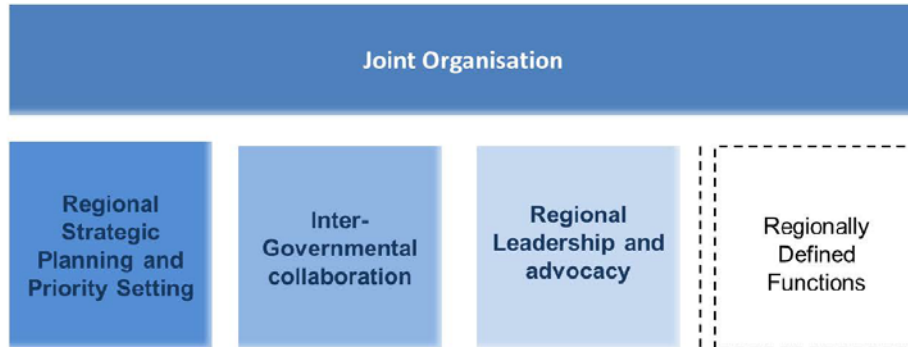 Joint Organisation
Regional
Strategic
Planning and
Priority Setting
Inter-
Governmental
collaboration
Regional
Leadership and
advocacy
Regionally
Defined
Functions